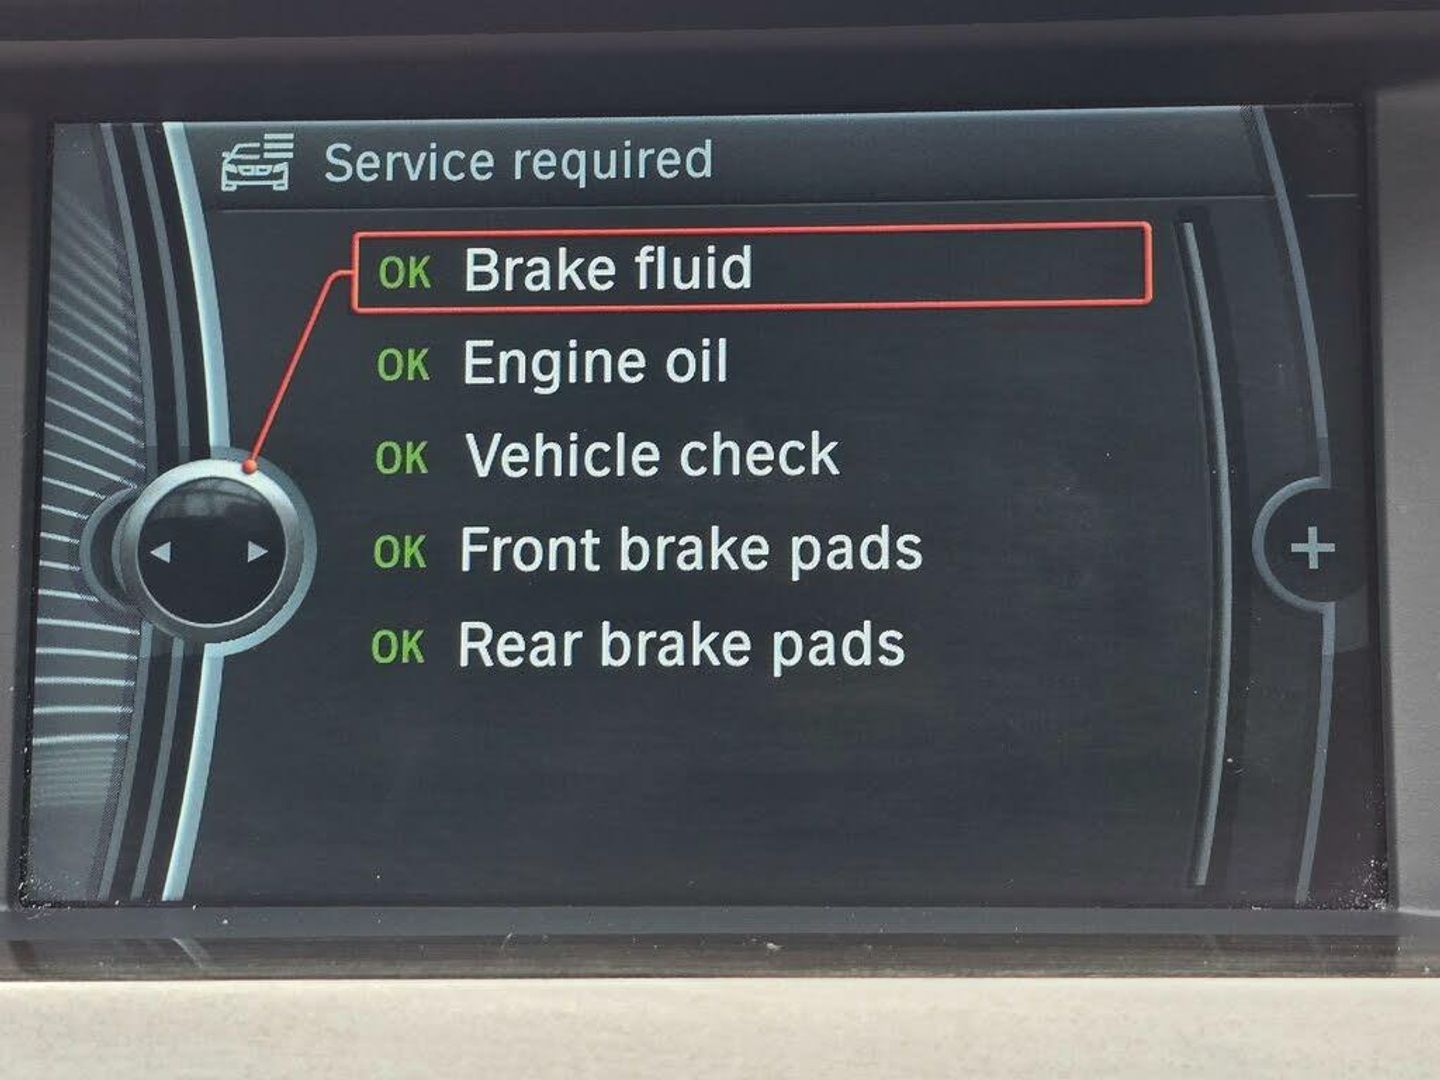 Service required
OK Brake fluid
OK Engine oil
OK Vehicle check
OK Front brake pads
OK Rear brake pads